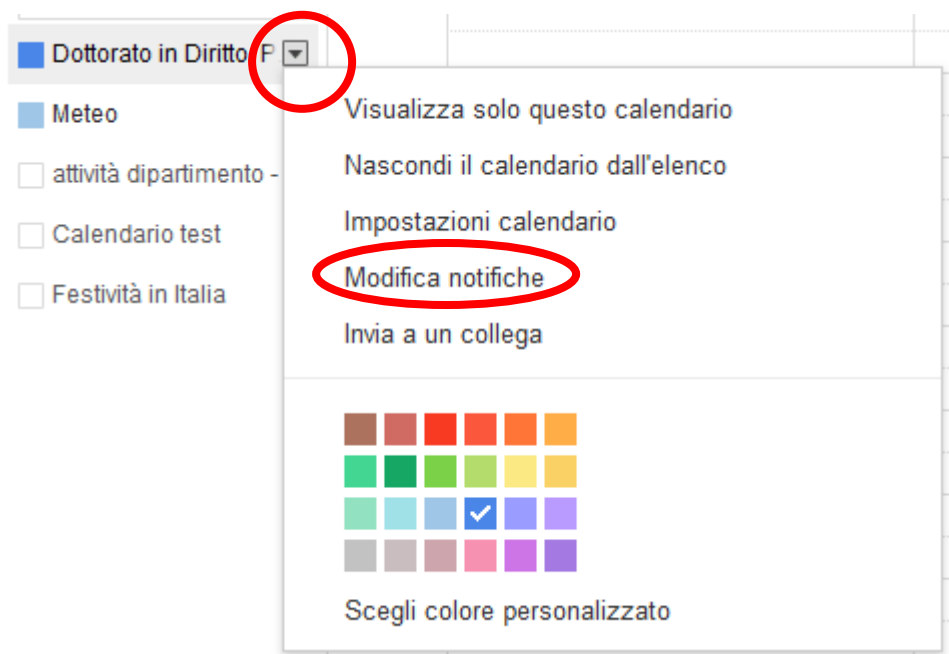 Dottorato in Diritto P
Meteo
attività dipartimento -
Calendario test
Festività in Italia
Visualizza solo questo calendario
Nascondi il calendario dall'elenco
Impostazioni calendario
Modifica notifiche
Invia a un collega
Scegli colore personalizzato